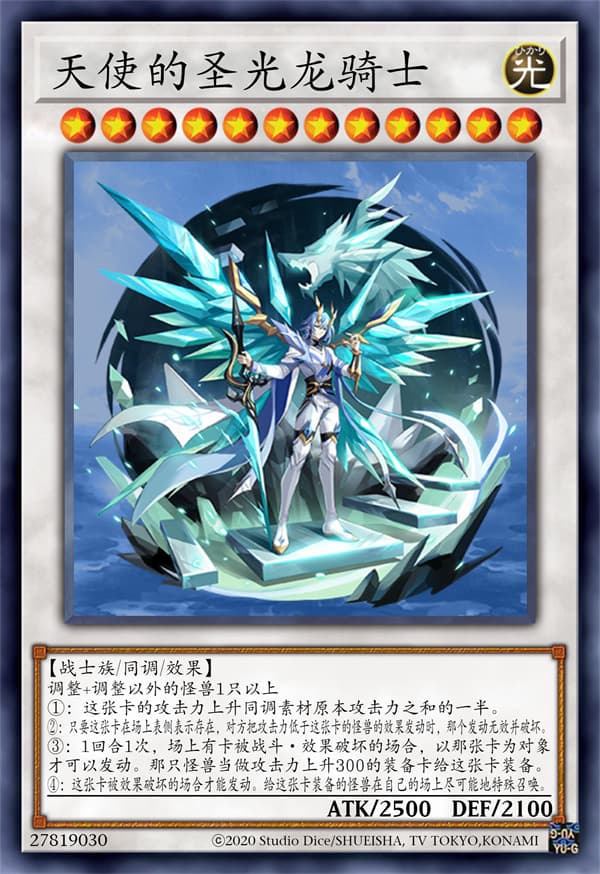 天使的圣光龙骑士
ひかり
光
【战士族/同调/效果】
调整+调整以外的怪兽1只以上
①：这张卡的攻击力上升同调素材原本攻击力之和的一半。
②：只要这张卡在场上表侧表示存在，对方把攻击力低于这张卡的怪兽的效果发动时，那个发动无效并破坏。
③：1回合1次，场上有卡被战斗・效果破坏的场合，以那张卡为对象
才可以发动。那只怪兽当做攻击力上升300的装备卡给这张卡装备。
④：这张卡被效果破坏的场合才能发动。给这张卡装备的怪兽在自己的场上尽可能地特殊召唤。
ATK/2500 DEF/2100
27819030 ©2020 Studio Dice/SHUEISHA, TV TOKYO,KONAMI
YU-G
YU-G